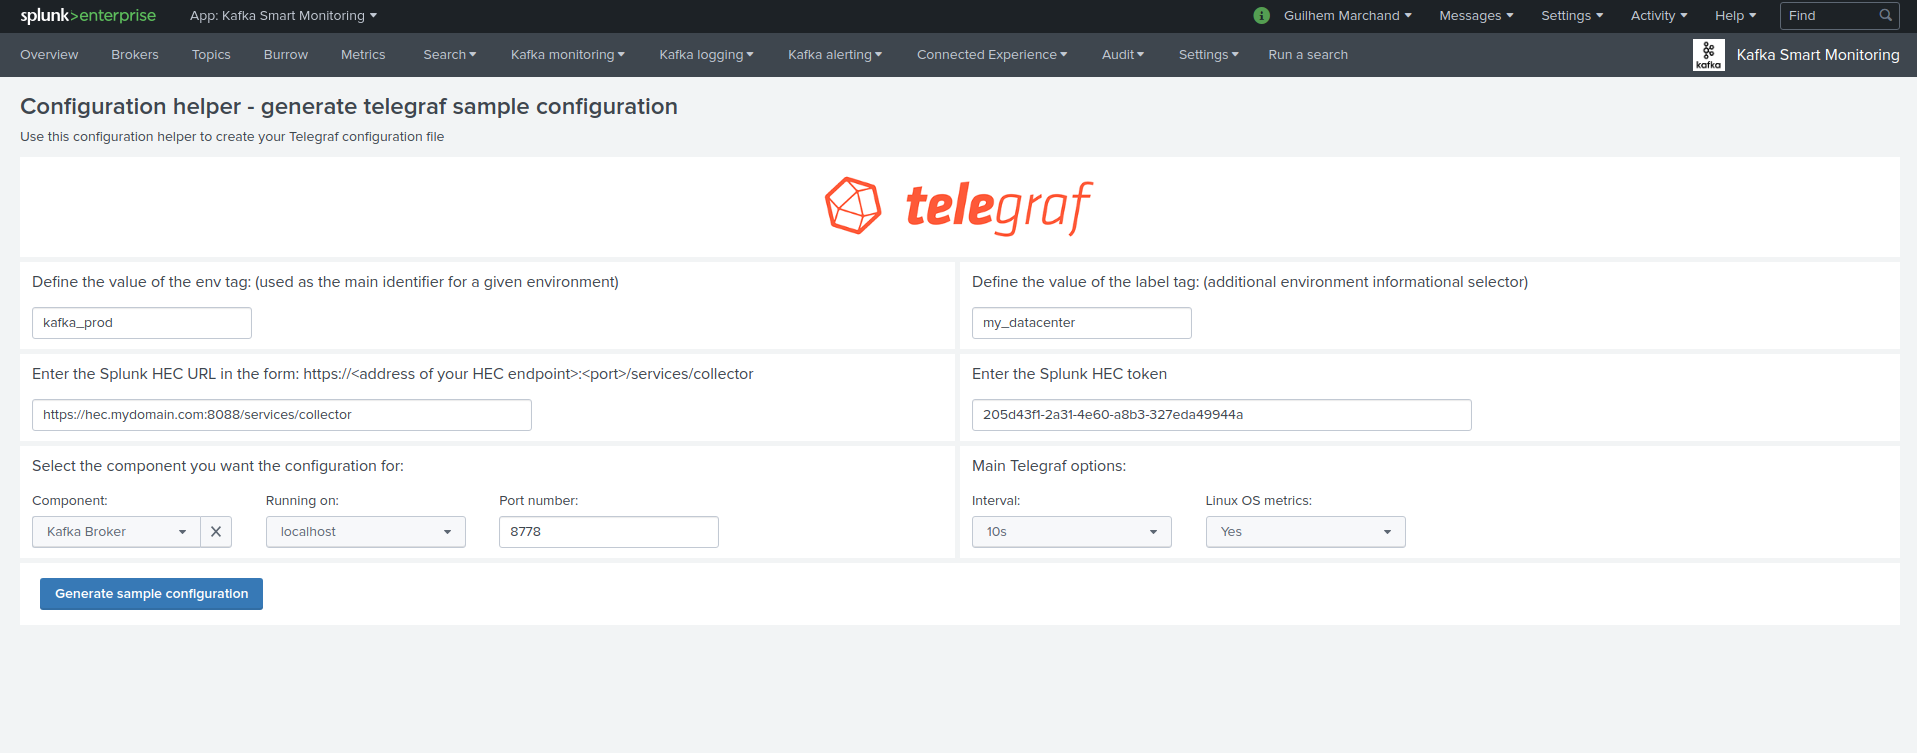 splunk>enterprise App: Kafka Smart Monitoring i Guilhem Marchand Messages Settings Activity Help Find
Overview Brokers Topics Burrow Metrics Search Kafka monitoring Kafka logging Kafka alerting Connected Experience Audit Settings Run a search kafka Kafka Smart Monitoring
Configuration helper - generate telegraf sample configuration
Use this configuration helper to create your Telegraf configuration file
telegraf
Define the value of the env tag: (used as the main identifier for a given environment)
kafka_prod
Define the value of the label tag: (additional environment informational selector)
my_datacenter
Enter the Splunk HEC URL in the form: https://<address of your HEC endpoint>:<port>/services/collector
https://hec.mydomain.com:8088/services/collector
Enter the Splunk HEC token
205d43f1-2a31-4e60-a8b3-327eda49944a
Select the component you want the configuration for:
Component: Running on: Port number:
Kafka Broker localhost 8778
Main Telegraf options:
Interval: Linux OS metrics:
10s Yes
Generate sample configuration